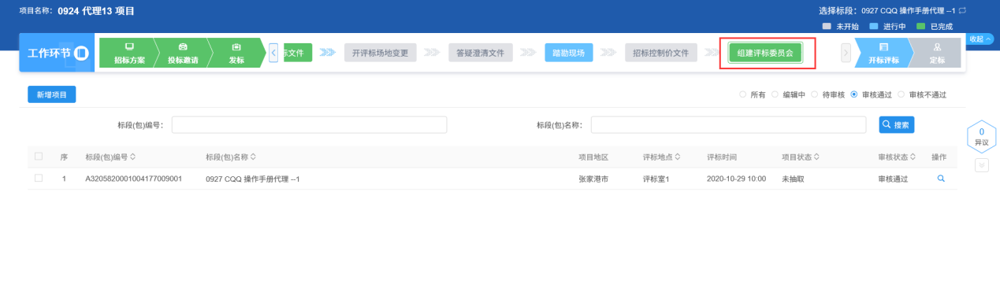 项目名称: 0924 代理13 项目
选择标段: 0927 CQQ 操作手册代理 --1
未开始 进行中 已完成
收起
工作环节 招标方案 投标邀请 发标 示文件 开评标场地变更 答疑澄清文件 踏勘现场 招标控制价文件 组建评标委员会 开标评标 定标
新增项目 所有 编辑中 待审核 审核通过 审核不通过
标段(包)编号: 标段(包)名称: 搜索
0
异议
序 标段(包)编号 标段(包)名称 项目地区 评标地点 评标时间 项目状态 审核状态 操作
1 A3205820001004177009001 0927 CQQ 操作手册代理 --1 张家港市 评标室1 2020-10-29 10:00 未抽取 审核通过